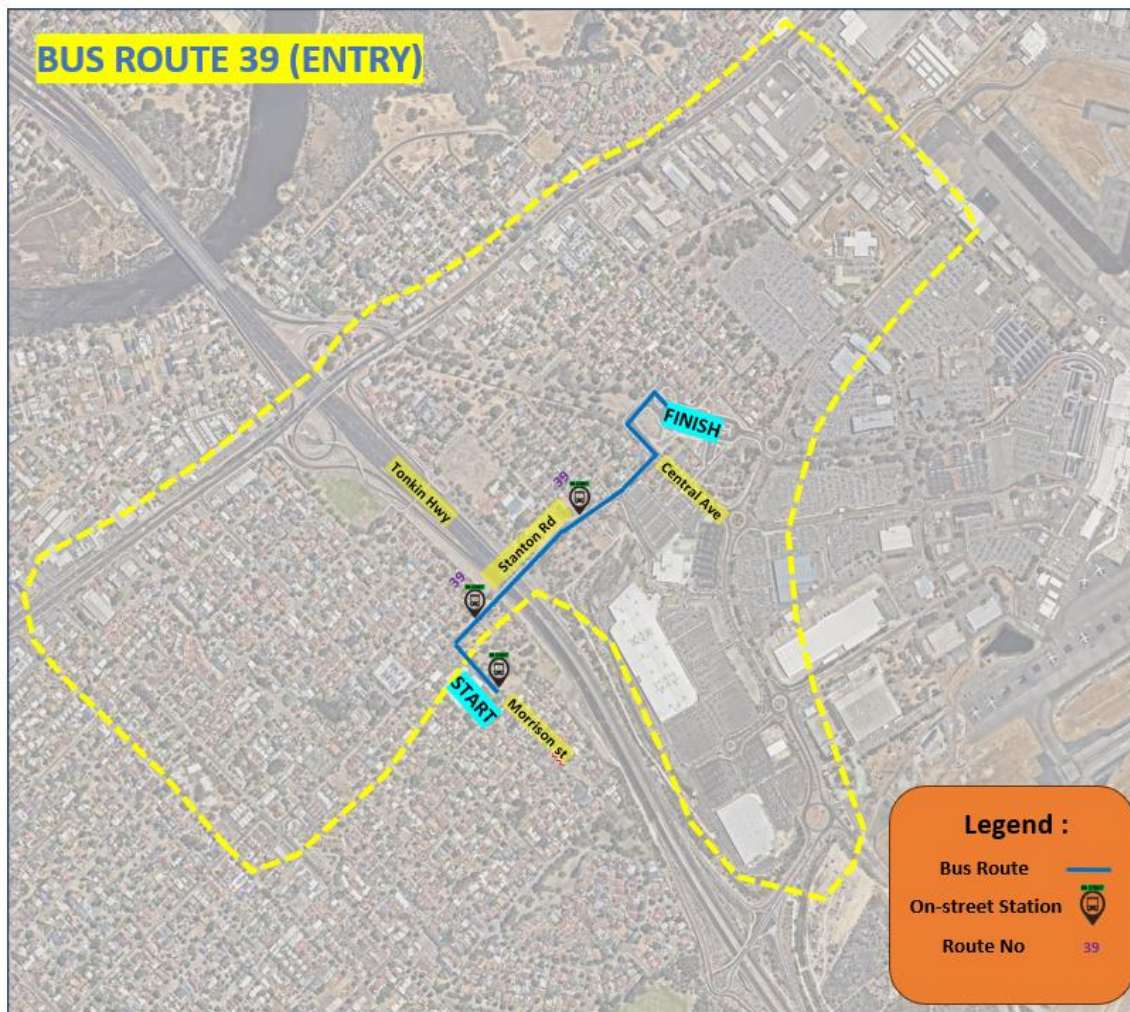 BUS ROUTE 39 (ENTRY)
FINISH
Central Ave
Tonkin Hwy
39
Stanton Rd
39
START
Morrison st
Legend :
Bus Route
On-street Station
Route No
39